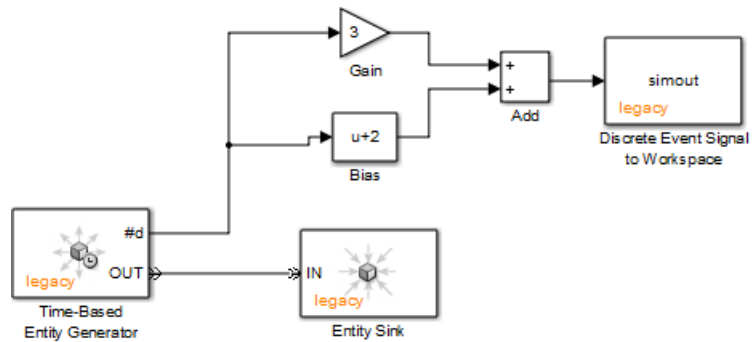 3
Gain
u+2
Bias
+
+
Add
simout
legacy
Discrete Event Signal
to Workspace
#d
OUT
legacy
Time-Based
Entity Generator
IN
legacy
Entity Sink